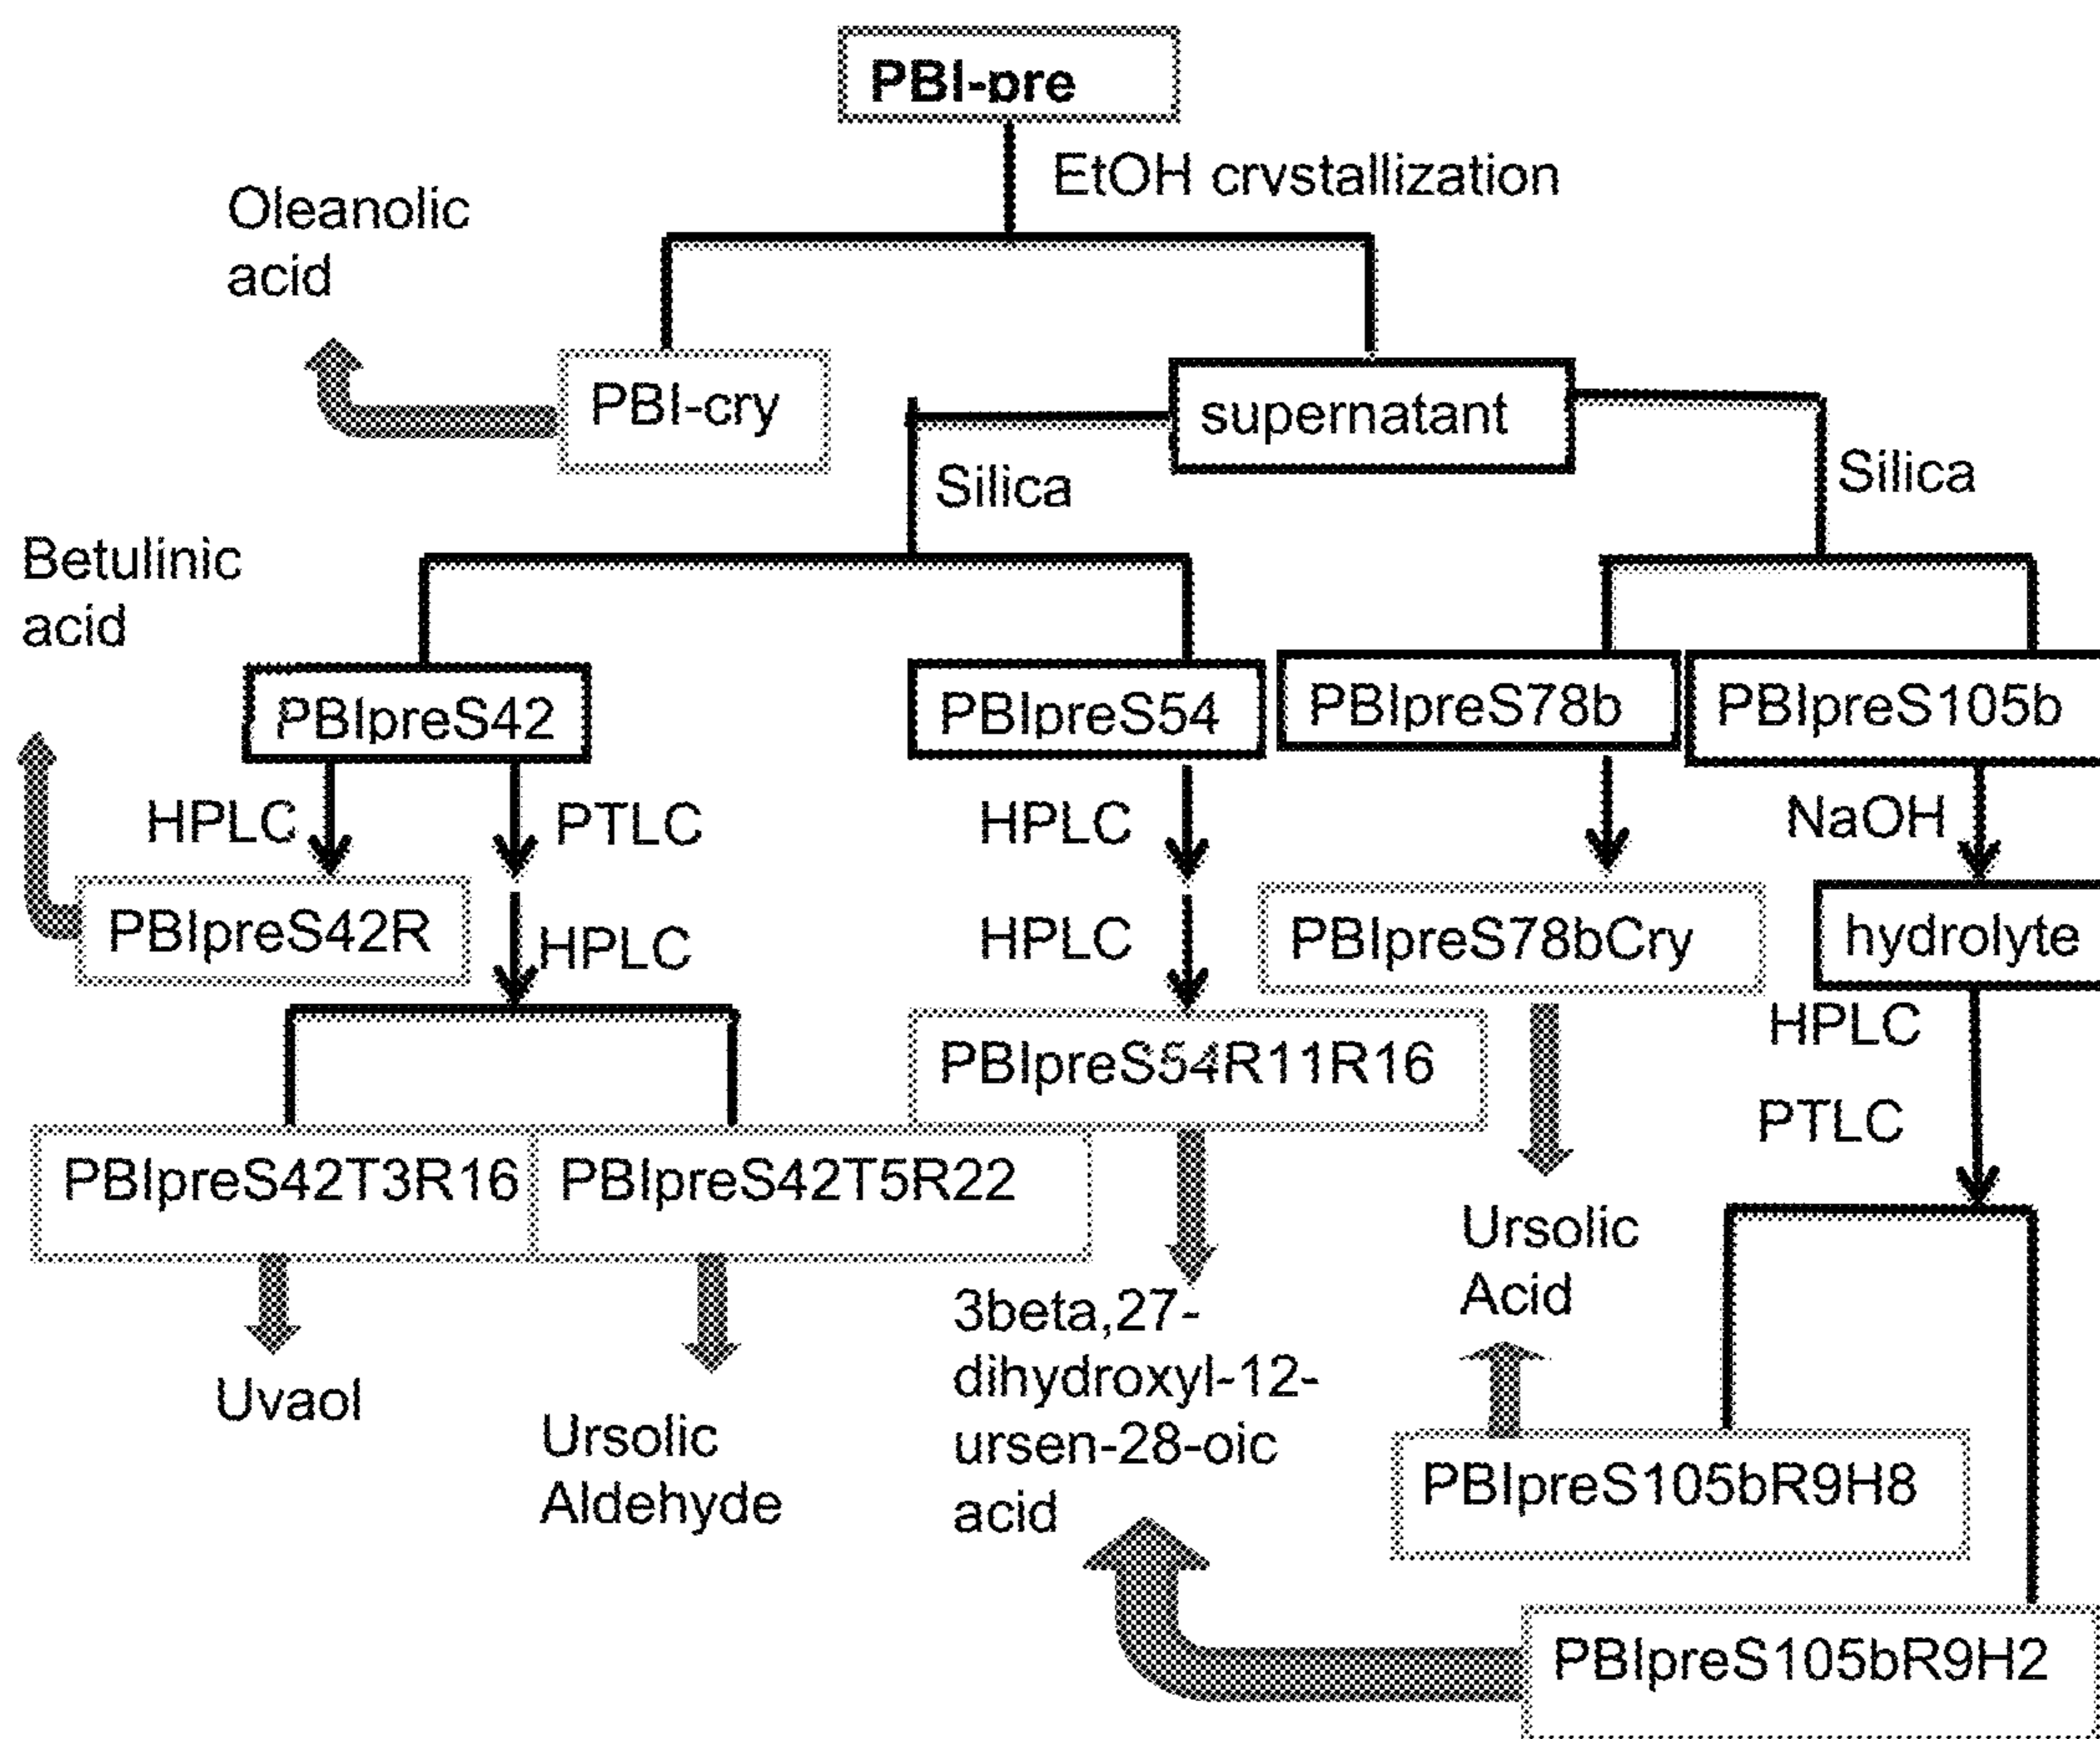 PBI-pre
EtOH crystallization
Oleanolic
acid
PBI-cry
supernatant
Silica
Silica
Betulinic
acid
PBIpreS42
PBIpreS54
PBIpreS78b
PBIpreS105b
HPLC
PTLC
HPLC
NaOH
PBIpreS42R
HPLC
HPLC
PBIpreS78bCry
hydrolyte
HPLC
PBIpreS54R11R16
PTLC
PBIpreS42T3R16
PBIpreS42T5R22
Ursolic
Acid
3beta,27-
dihydroxyl-12-
ursen-28-oic
acid
Uvaol
Ursolic
Aldehyde
PBIpreS105bR9H8
PBIpreS105bR9H2